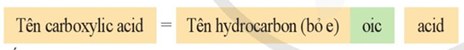 Tên carboxylic acid = Tên hydrocarbon (bỏ e) oic acid